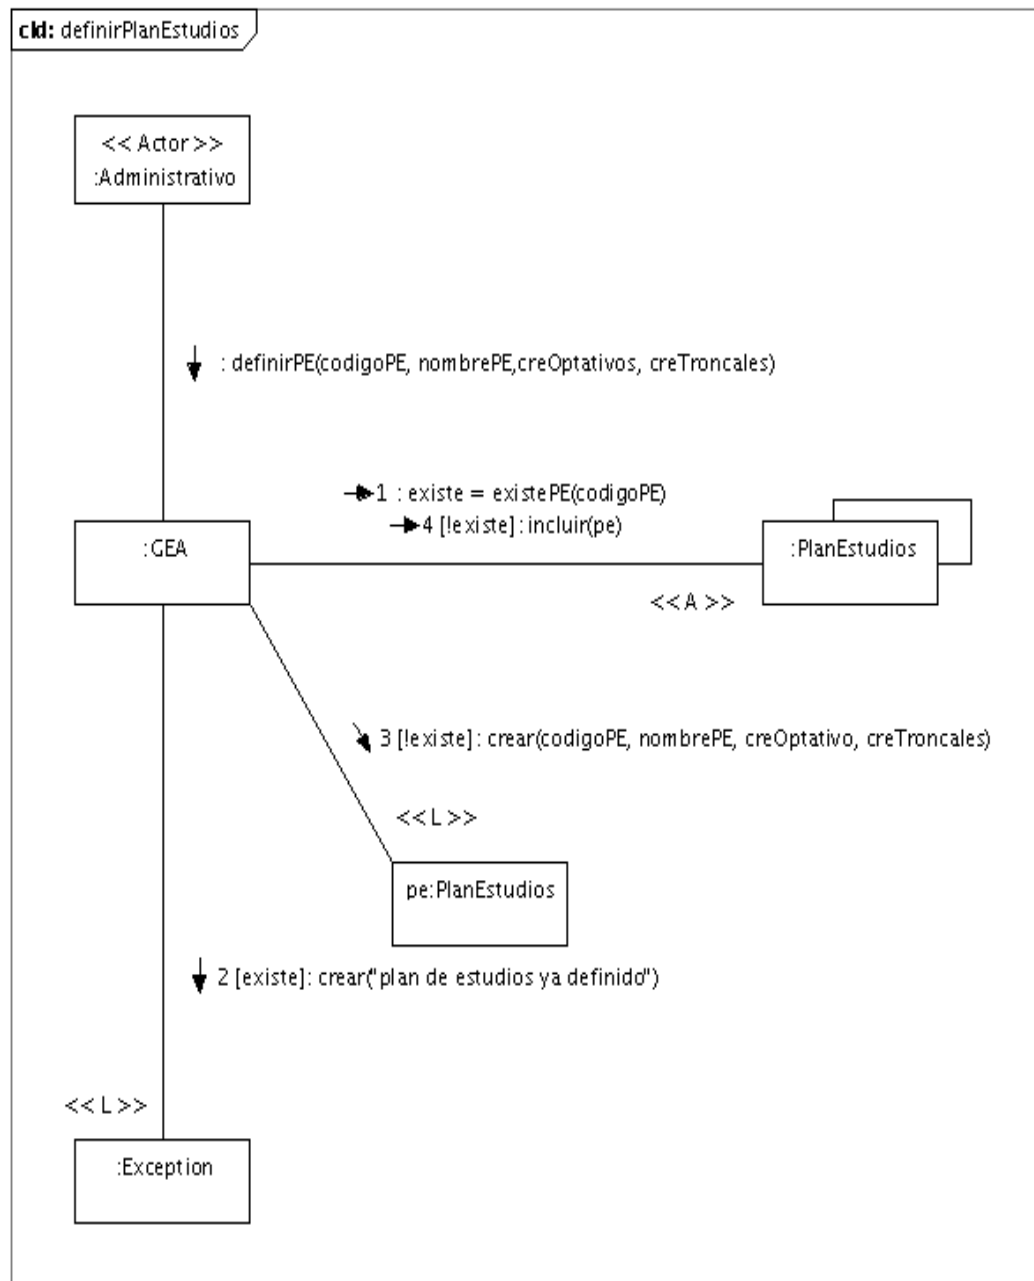 cld: definirPlanEstudios
<< Actor >>
:Administrativo
: definirPE(codigoPE, nombrePE,creOptativos, creTroncales)
1 : existe = existePE(codigoPE)
4 [!existe] : incluir(pe)
:GEA
:PlanEstudios
<< A >>
3 [!existe] : crear(codigoPE, nombrePE, creOptativo, creTroncales)
<< L >>
pe:PlanEstudios
2 [existe]: crear("plan de estudios ya definido")
<< L >>
:Exception